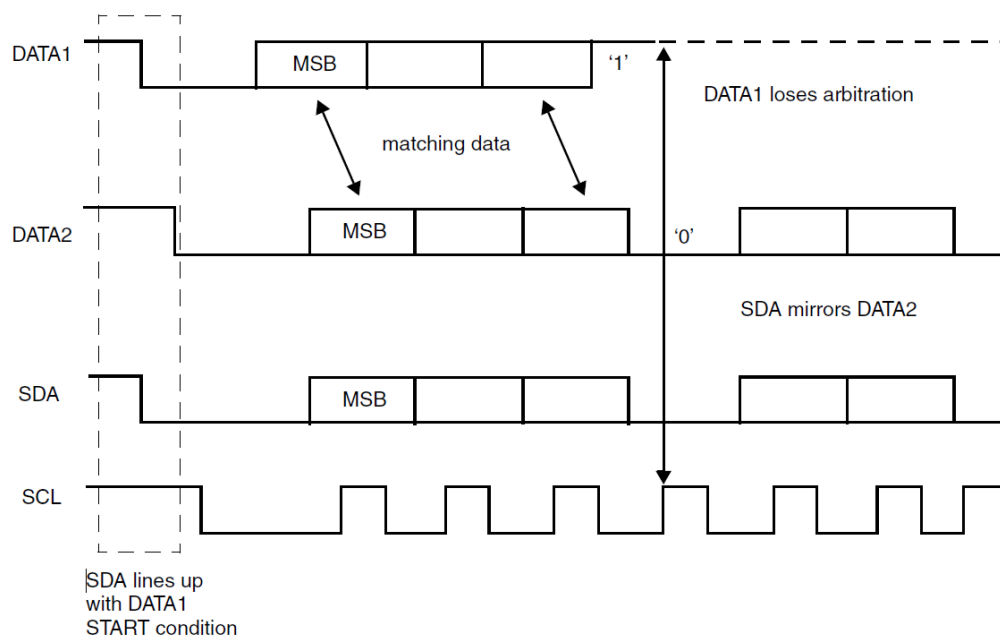 DATA1
MSB
‘1’
DATA1 loses arbitration
matching data
DATA2
MSB
‘0’
SDA mirrors DATA2
SDA
MSB
SCL
SDA lines up
with DATA1
START condition